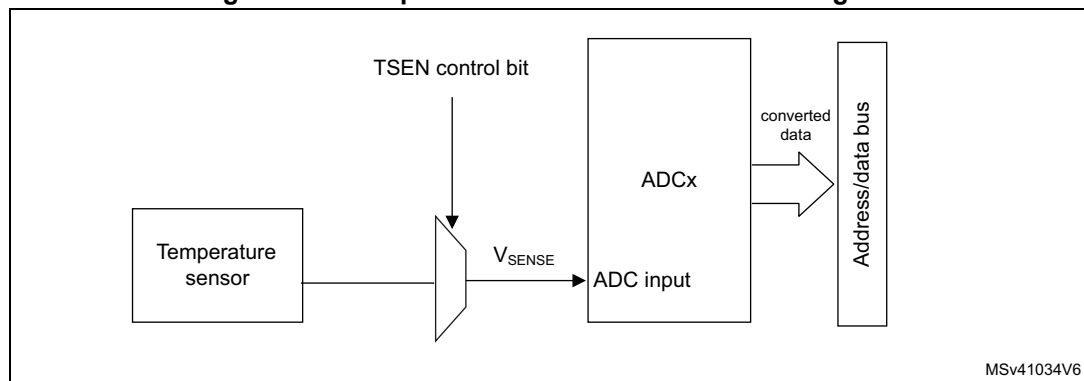 TSEN control bit
converted
data
ADCx
Address/data bus
Temperature
sensor
VSENSE
ADC input
MSv41034V6